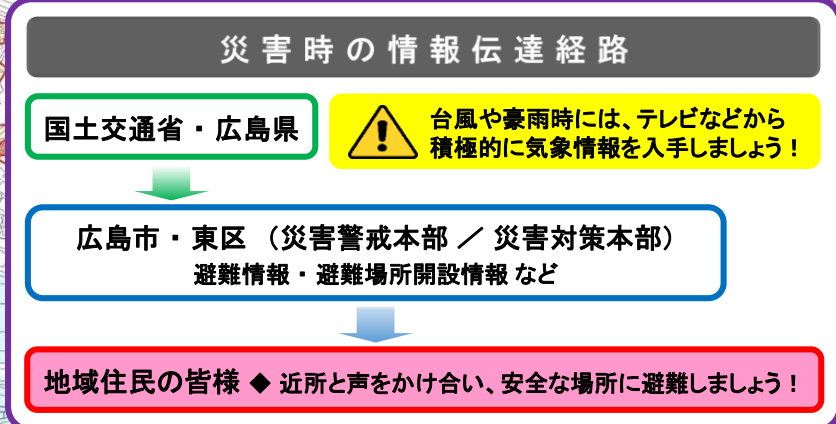 災害時の情報伝達経路
国土交通省・広島県
台風や豪雨時には、テレビなどから
積極的に気象情報を入手しましょう！
広島市・東区 （災害警戒本部 ／ 災害対策本部）
避難情報・避難場所開設情報 など
地域住民の皆様 ◆ 近所と声をかけ合い、安全な場所に避難しましょう！